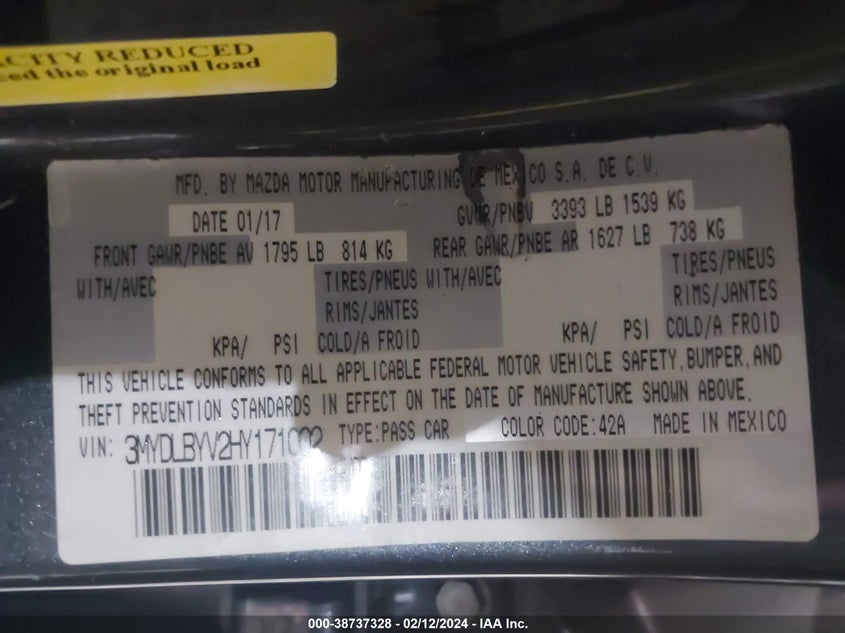 ACITY REDUCED
ced the original load
MFD. BY MAZDA MOTOR MANUFACTURING DE MEXICO S.A. DE C.V.
DATE 01/17 GVWR/PNBV 3393 LB 1539 KG
FRONT GAWR/PNBE AV 1795 LB 814 KG REAR GAWR/PNBE AR 1627 LB 738 KG
WITH/AVEC TIRES/PNEUS WITH/AVEC TIRES/PNEUS
RIMS/JANTES RIMS/JANTES
KPA/ PSI COLD/A FROID KPA/ PSI COLD/A FROID
THIS VEHICLE CONFORMS TO ALL APPLICABLE FEDERAL MOTOR VEHICLE SAFETY,BUMPER,AND
THEFT PREVENTION STANDARDS IN EFFECT ON THE DATE OF MANUFACTURE SHOWN ABOVE.
VIN: 3MYDLBYV2HY171002 TYPE:PASS CAR COLOR CODE:42A MADE IN MEXICO
000-38737328 - 02/12/2024 - IAA Inc.